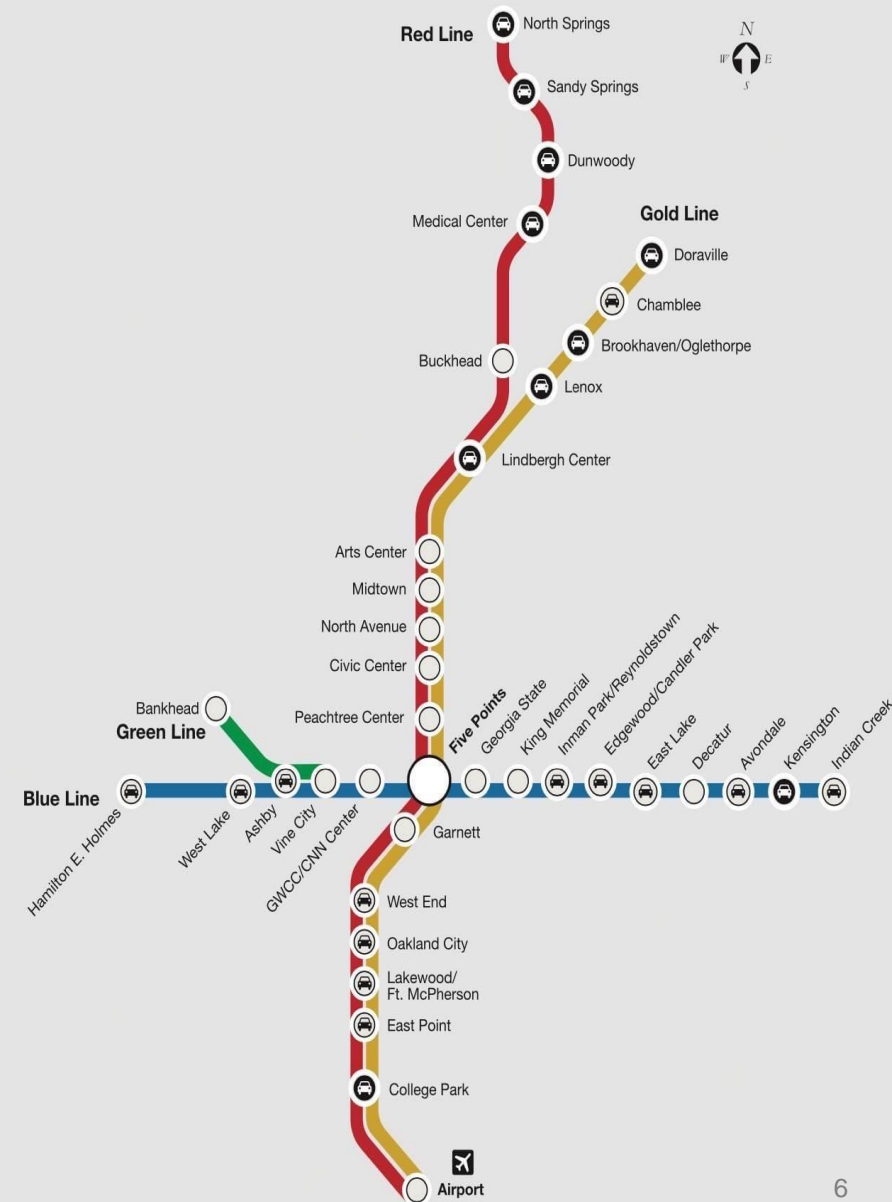 Red Line
North Springs
N
W
E
S
Sandy Springs
Dunwoody
Medical Center
Gold Line
Doraville
Chamblee
Buckhead
Brookhaven/Oglethorpe
Lenox
Lindbergh Center
Arts Center
Midtown
North Avenue
Civic Center
Peachtree Center
Bankhead
Green Line
Blue Line
Hamilton E. Holmes
West Lake
Ashby
Vine City
GWCC/CNN Center
Five Points
Georgia State
King Memorial
Inman Park/Reynoldstown
Edgewood/Candler Park
East Lake
Decatur
Avondale
Kensington
Indian Creek
Garnett
West End
Oakland City
Lakewood/
Ft. McPherson
East Point
College Park
Airport
6